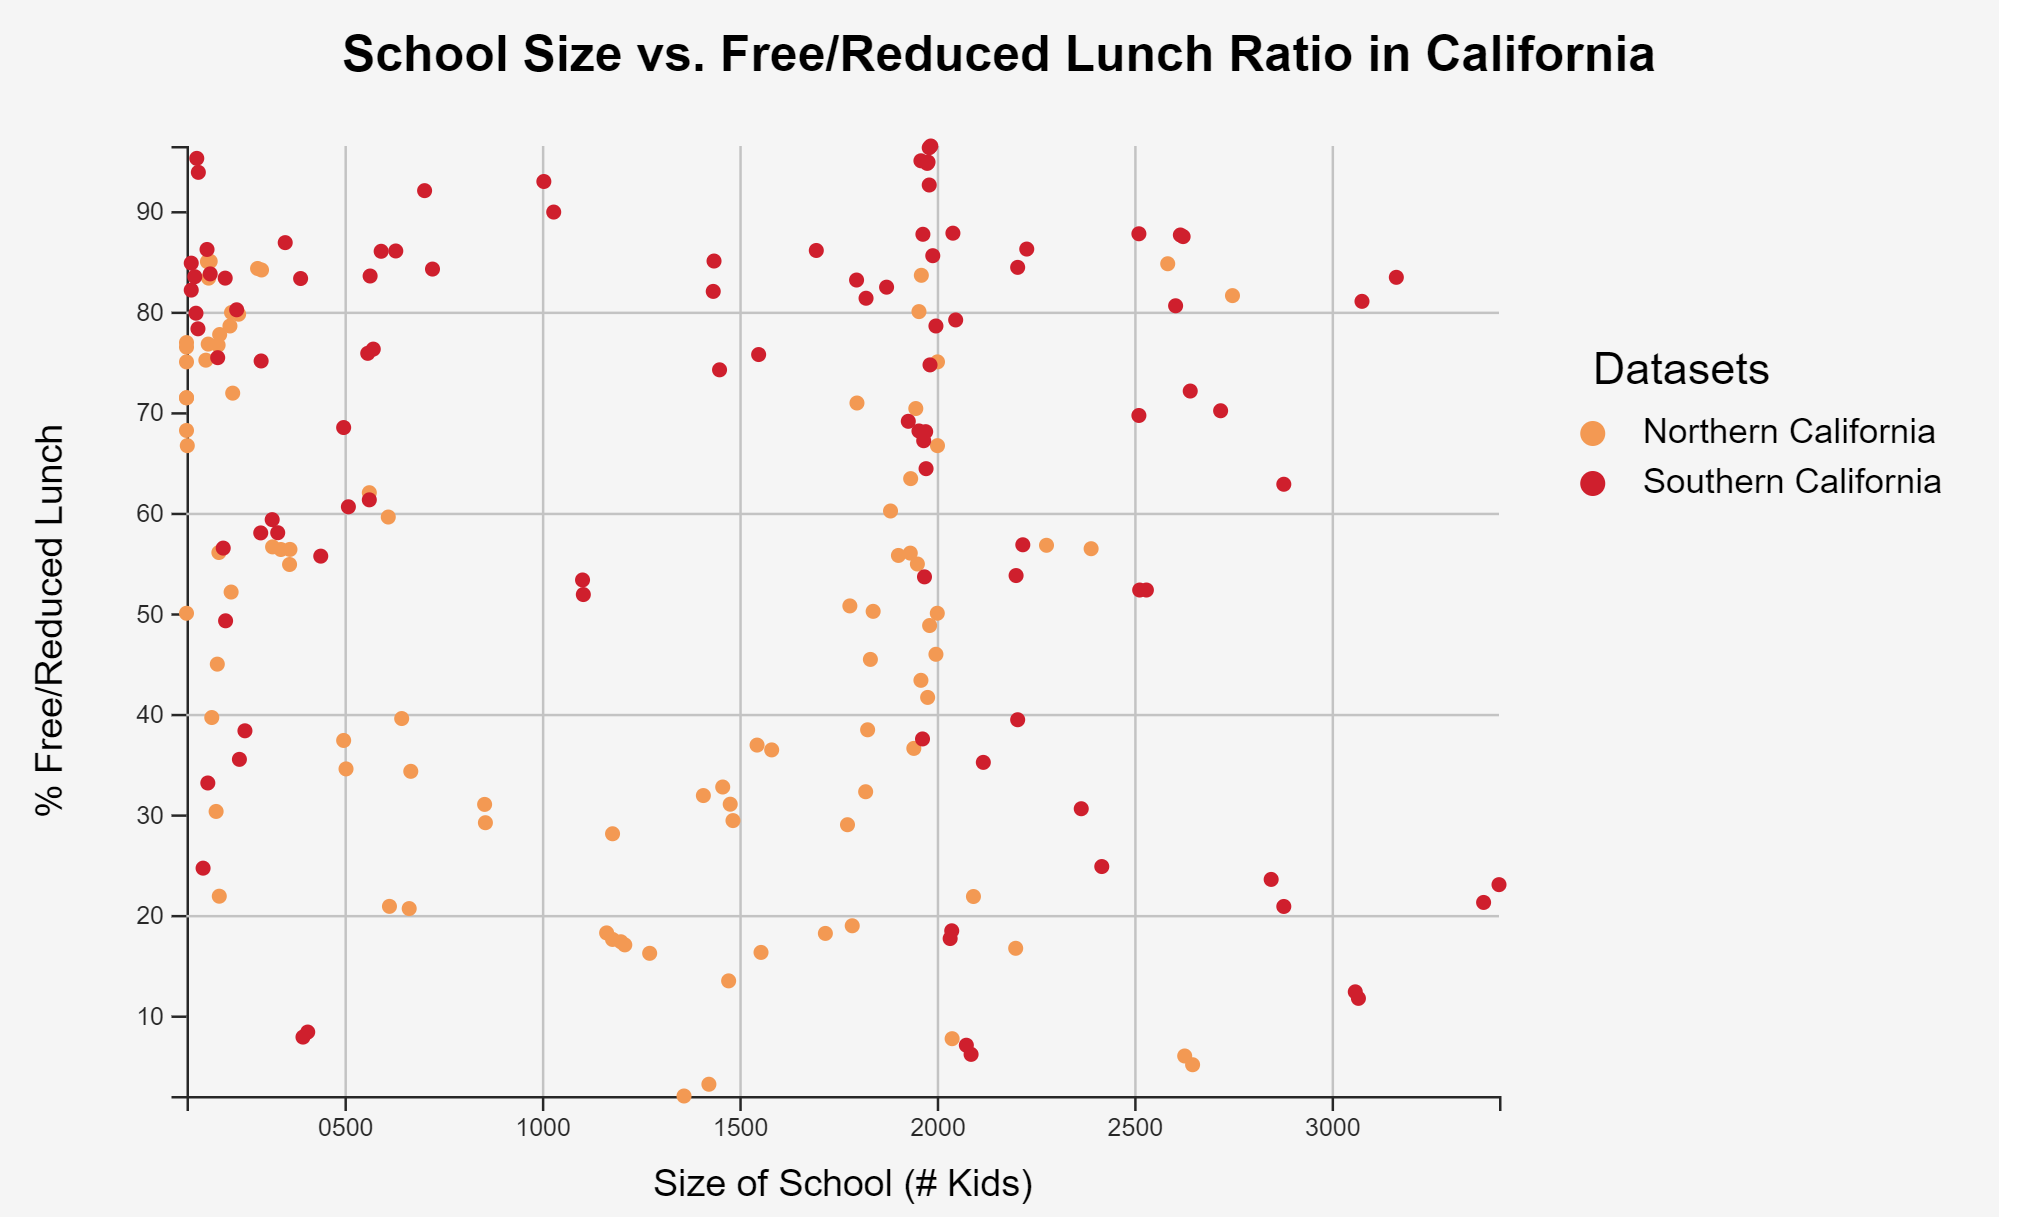 School Size vs. Free/Reduced Lunch Ratio in California
% Free/Reduced Lunch
90
80
70
60
50
40
30
20
10
0500 1000 1500 2000 2500 3000
Size of School (# Kids)
Datasets
Northern California
Southern California